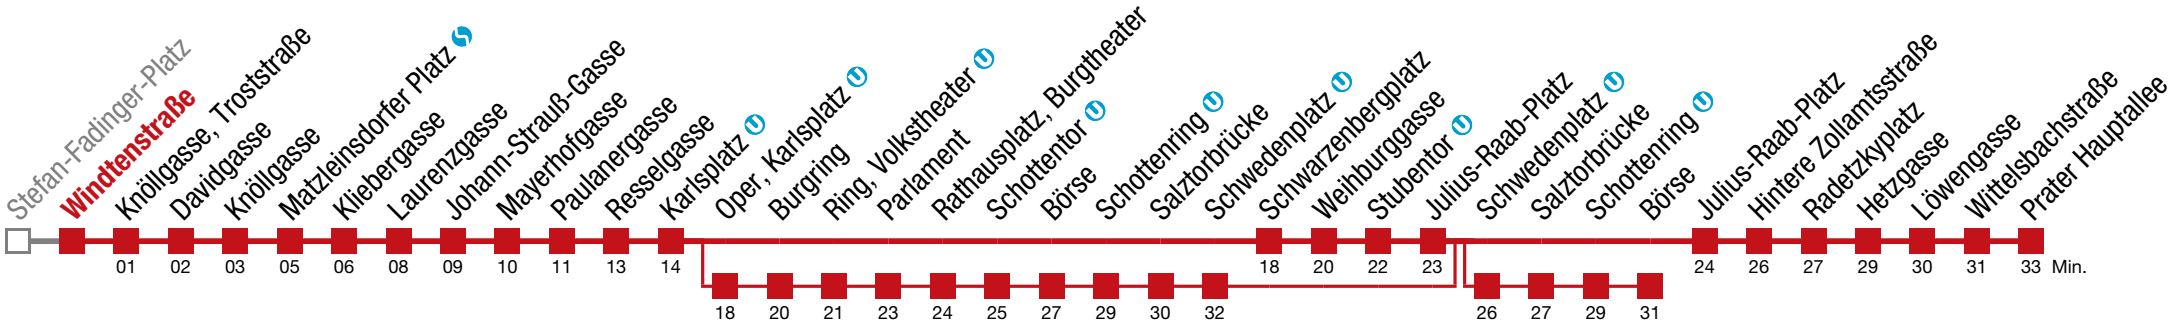 Stefan-Fadinger-Platz
Windtenstraße
Knöllgasse, Troststraße
Davidgasse
Knöllgasse
Matzleinsdorfer Platz
Kliebergasse
Laurenzgasse
Johann-Strauß-Gasse
Mayerhofgasse
Paulanergasse
Resselgasse
Karlsplatz U
Oper, Karlsplatz U
Burgring
Ring, Volkstheater U
Parlament
Rathausplatz, Burgtheater
Schottentor U
Börse
Schottenring U
Salztorbrücke
Schwedenplatz U
Schwarzenbergplatz
Weihburggasse
Stubentor U
Julius-Raab-Platz
Schwedenplatz U
Salztorbrücke
Schottenring U
Börse
Julius-Raab-Platz
Hintere Zollamtsstraße
Radetzkyplatz
Hetzgasse
Löwengasse
Wittelsbachstraße
Prater Hauptallee
01 02 03 05 06 08 09 10 11 13 14 18 20 22 23 24 26 27 29 30 31 33 Min.
18 20 21 23 24 25 27 29 30 32 26 27 29 31